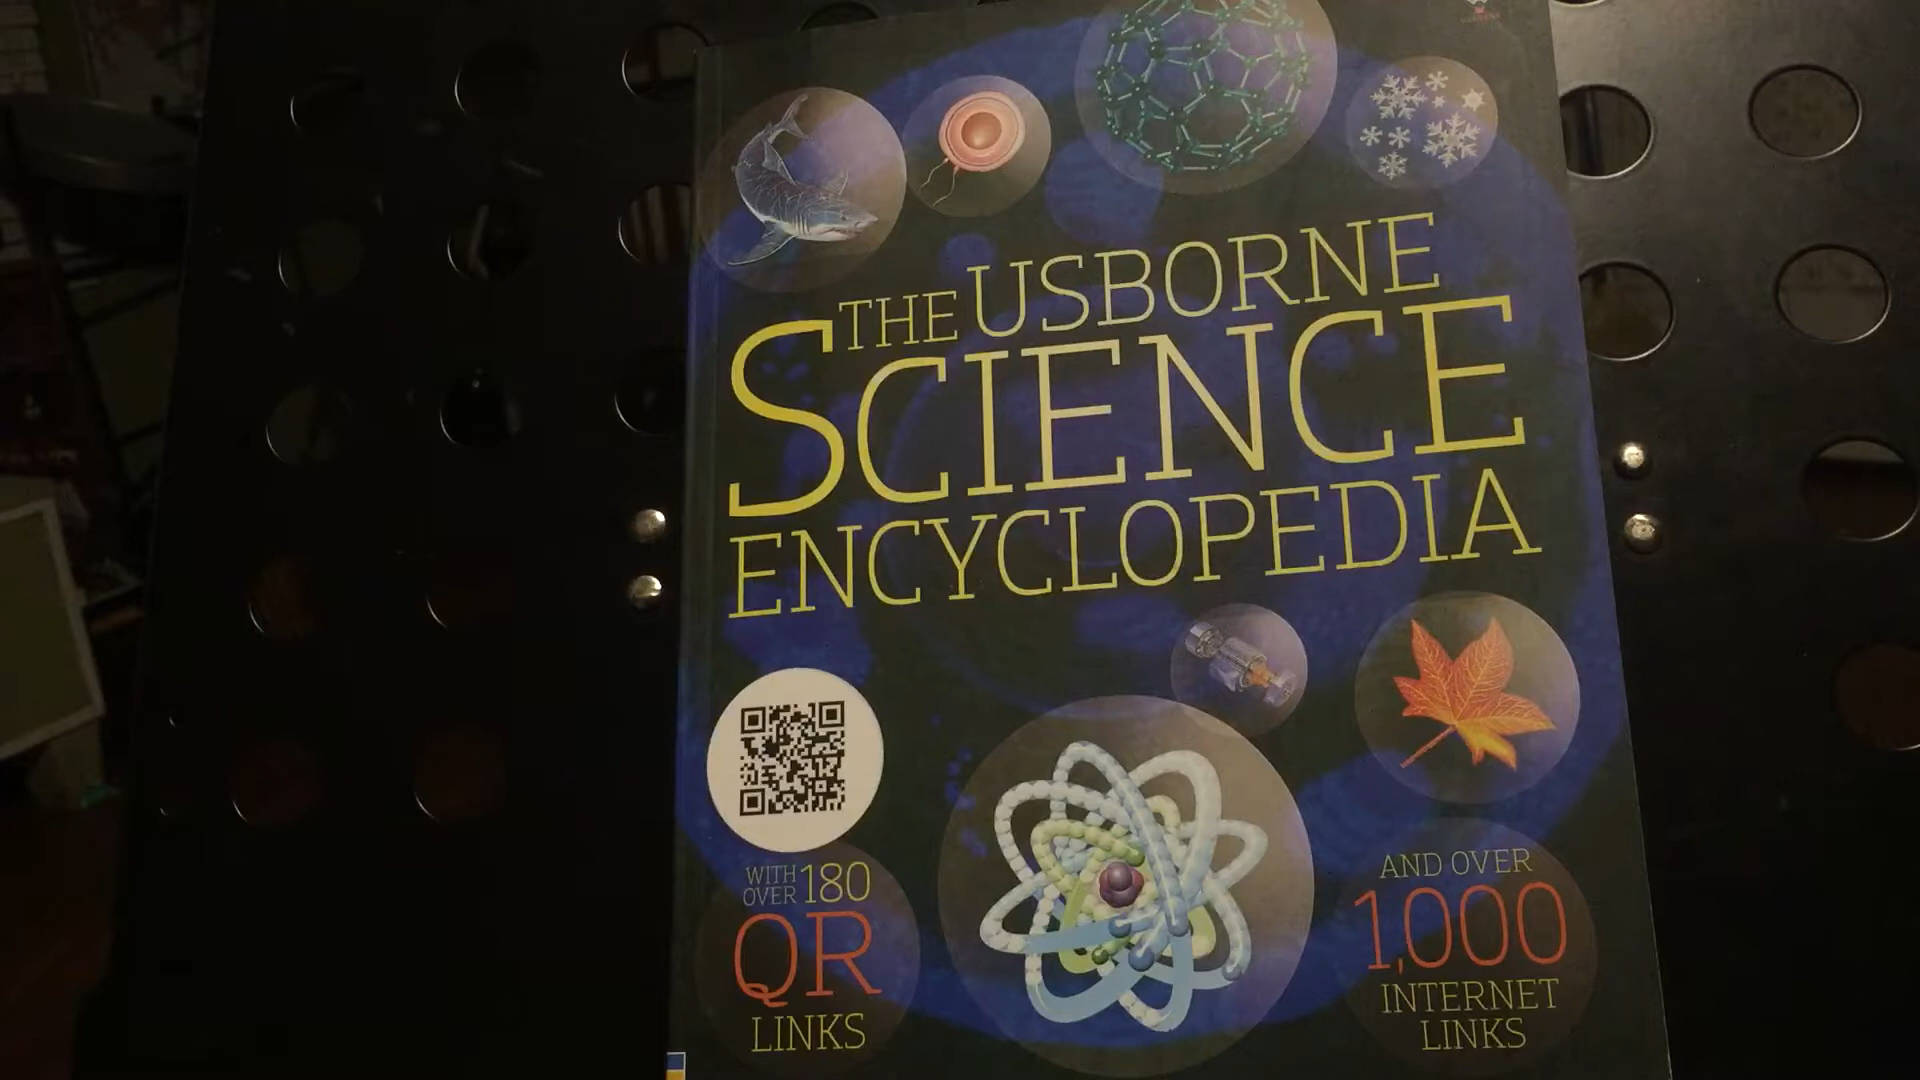 THE USBORNE
SCIENCE
ENCYCLOPEDIA
WITH
OVER 180
QR
LINKS
AND OVER
1,000
INTERNET
LINKS